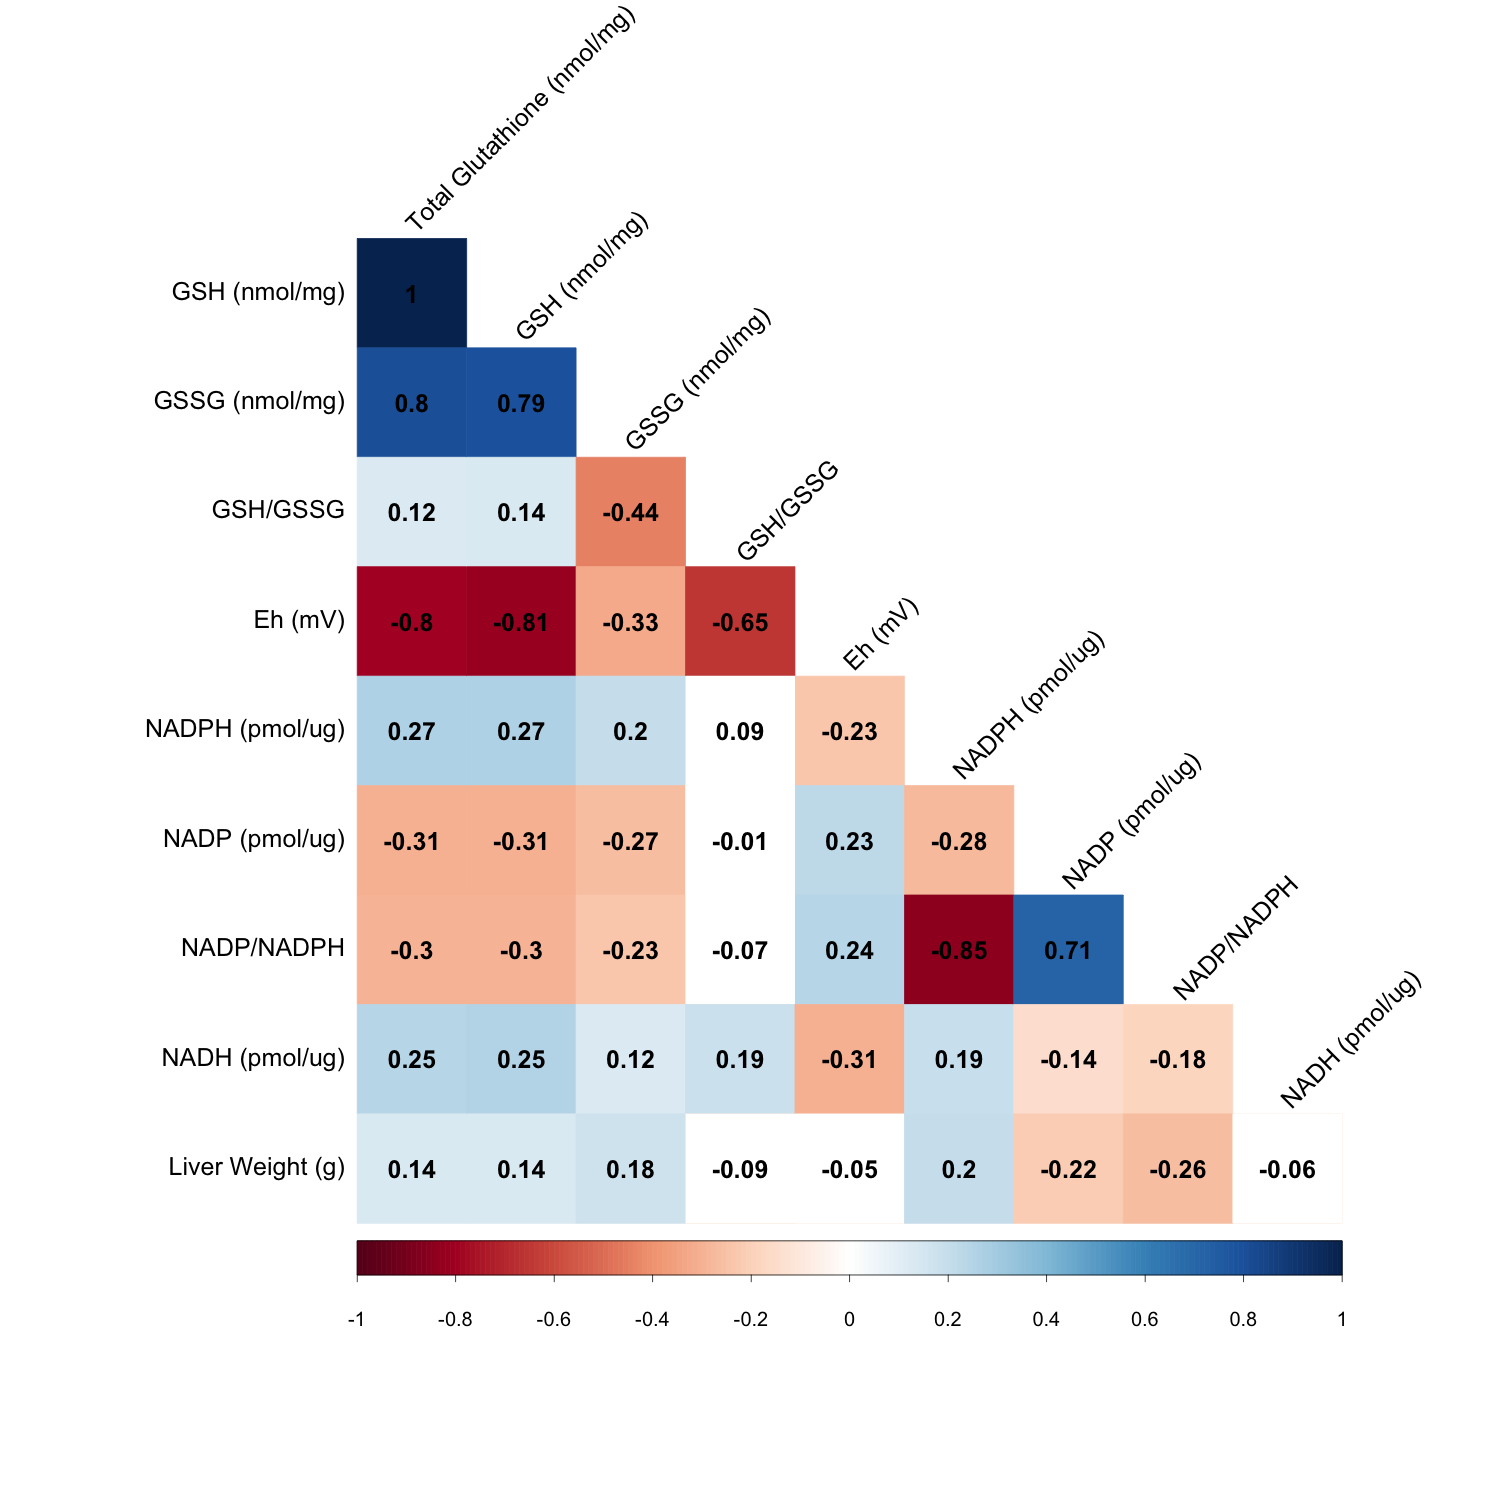 Total Glutathione (nmol/mg)
GSH (nmol/mg)
GSSG (nmol/mg)
GSH/GSSG
Eh (mV)
NADPH (pmol/ug)
NADP (pmol/ug)
NADP/NADPH
NADH (pmol/ug)
GSH (nmol/mg) 1
GSSG (nmol/mg) 0.8 0.79
GSH/GSSG 0.12 0.14 -0.44
Eh (mV) -0.8 -0.81 -0.33 -0.65
NADPH (pmol/ug) 0.27 0.27 0.2 0.09 -0.23
NADP (pmol/ug) -0.31 -0.31 -0.27 -0.01 0.23 -0.28
NADP/NADPH -0.3 -0.3 -0.23 -0.07 0.24 -0.85 0.71
NADH (pmol/ug) 0.25 0.25 0.12 0.19 -0.31 0.19 -0.14 -0.18
Liver Weight (g) 0.14 0.14 0.18 -0.09 -0.05 0.2 -0.22 -0.26 -0.06
-1 -0.8 -0.6 -0.4 -0.2 0 0.2 0.4 0.6 0.8 1